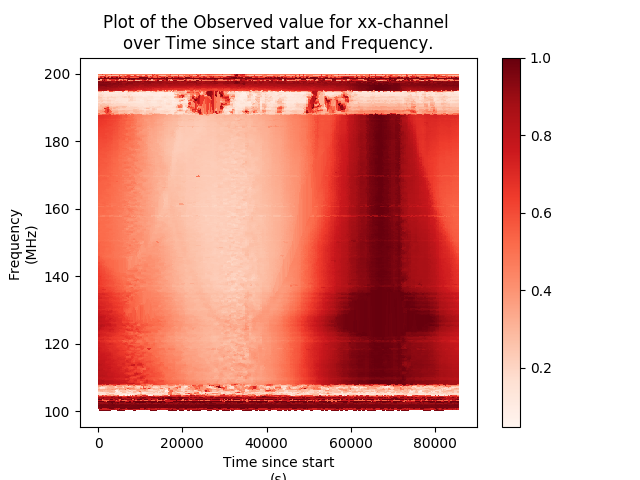 Plot of the Observed value for xx-channel
over Time since start and Frequency.
200
180
160
140
120
100
Frequency
(MHz)
0
20000
40000
60000
80000
Time since start
(s)
1.0
0.8
0.6
0.4
0.2